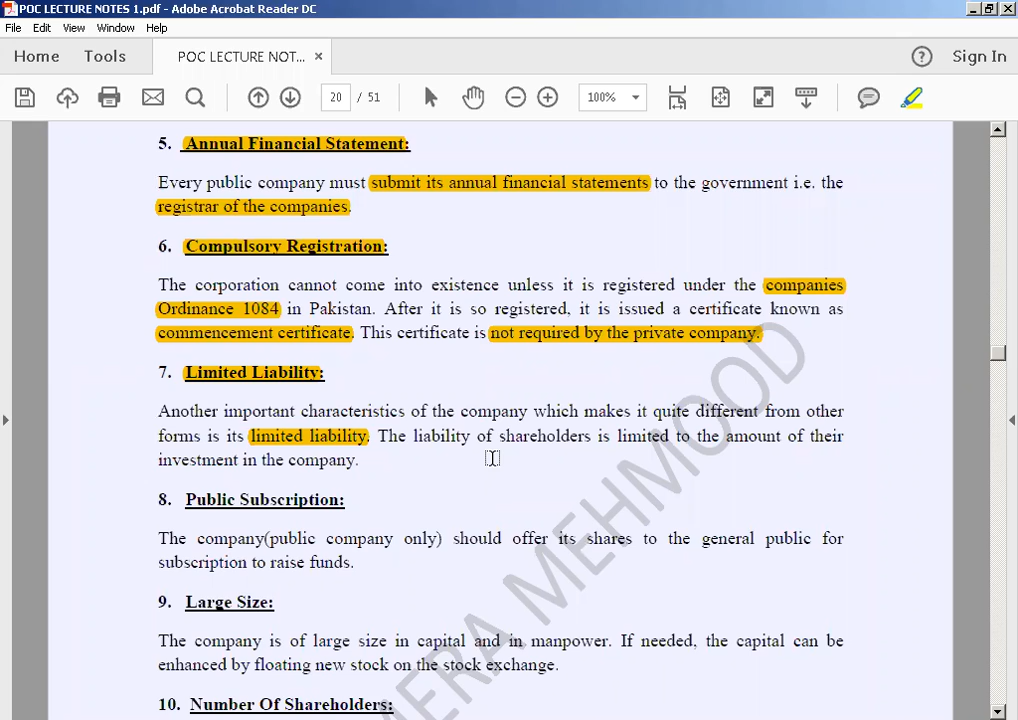 POC LECTURE NOTES 1.pdf - Adobe Acrobat Reader DC
File Edit View Window Help
Home Tools POC LECTURE NOT... × Sign In
20 / 51 100%
5. Annual Financial Statement:
Every public company must submit its annual financial statements to the government i.e. the
registrar of the companies.
6. Compulsory Registration:
The corporation cannot come into existence unless it is registered under the companies
Ordinance 1084 in Pakistan. After it is so registered, it is issued a certificate known as
commencement certificate. This certificate is not required by the private company.
7. Limited Liability:
Another important characteristics of the company which makes it quite different from other
forms is its limited liability. The liability of shareholders is limited to the amount of their
investment in the company.
8. Public Subscription:
The company(public company only) should offer its shares to the general public for
subscription to raise funds.
9. Large Size:
The company is of large size in capital and in manpower. If needed, the capital can be
enhanced by floating new stock on the stock exchange.
10. Number Of Shareholders:
MERA MEHMOOD